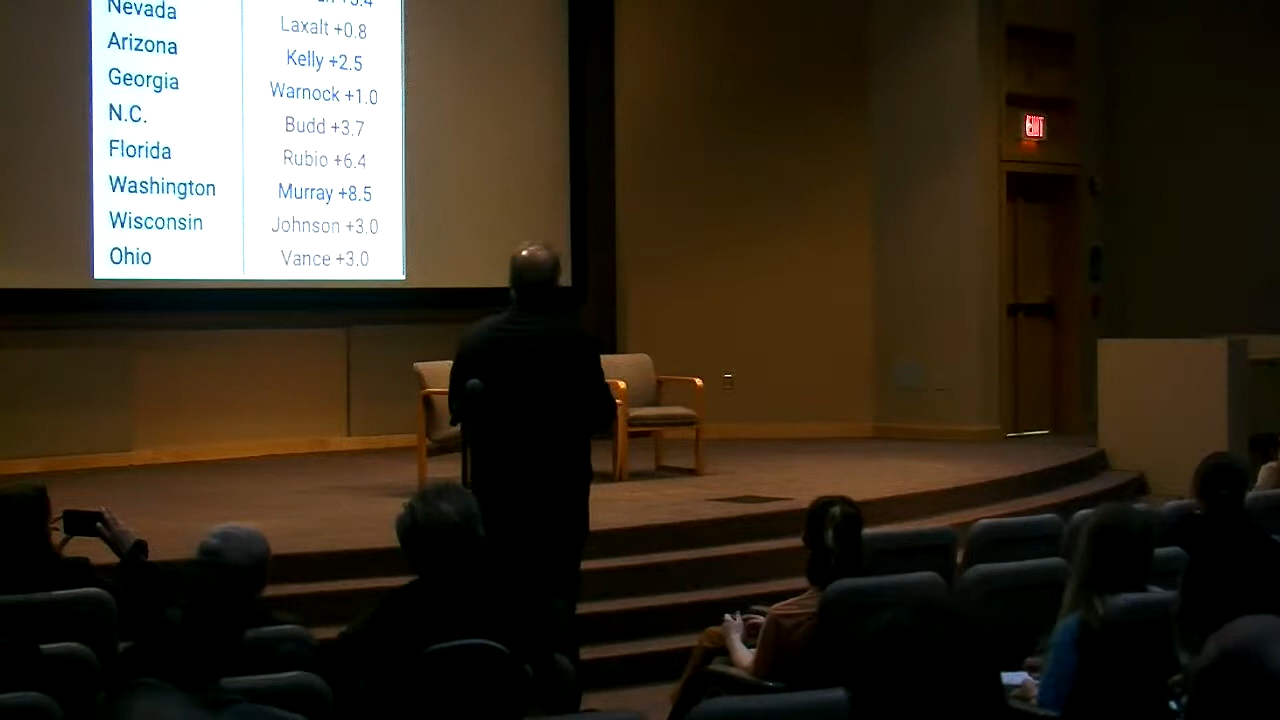 Nevada
Laxalt +0.8
Arizona
Kelly +2.5
Georgia
Warnock +1.0
N.C.
Budd +3.7
Florida
Rubio +6.4
Washington
Murray +8.5
Wisconsin
Johnson +3.0
Ohio
Vance +3.0
EXIT